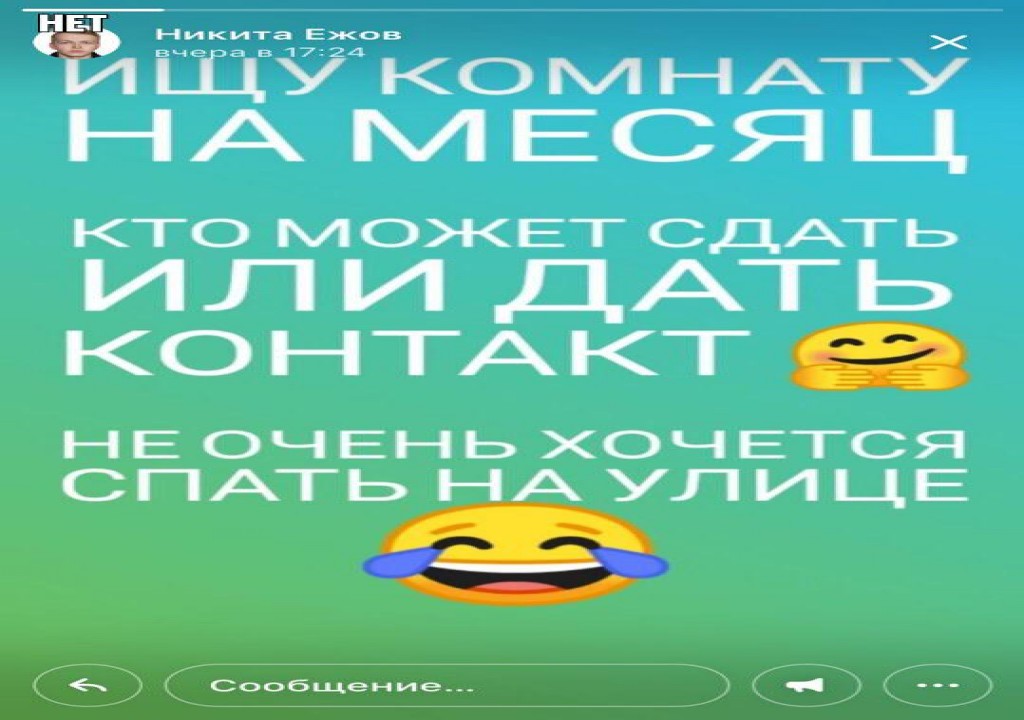 НЕТ
Никита Ежов
вчера в 17:24
ИЩУ КОМНАТУ
НА МЕСЯЦ
КТО МОЖЕТ СДАТЬ
ИЛИ ДАТЬ
КОНТАКТ 🤗
НЕ ОЧЕНЬ ХОЧЕТСЯ
СПАТЬ НА УЛИЦЕ
😂
Сообщение...